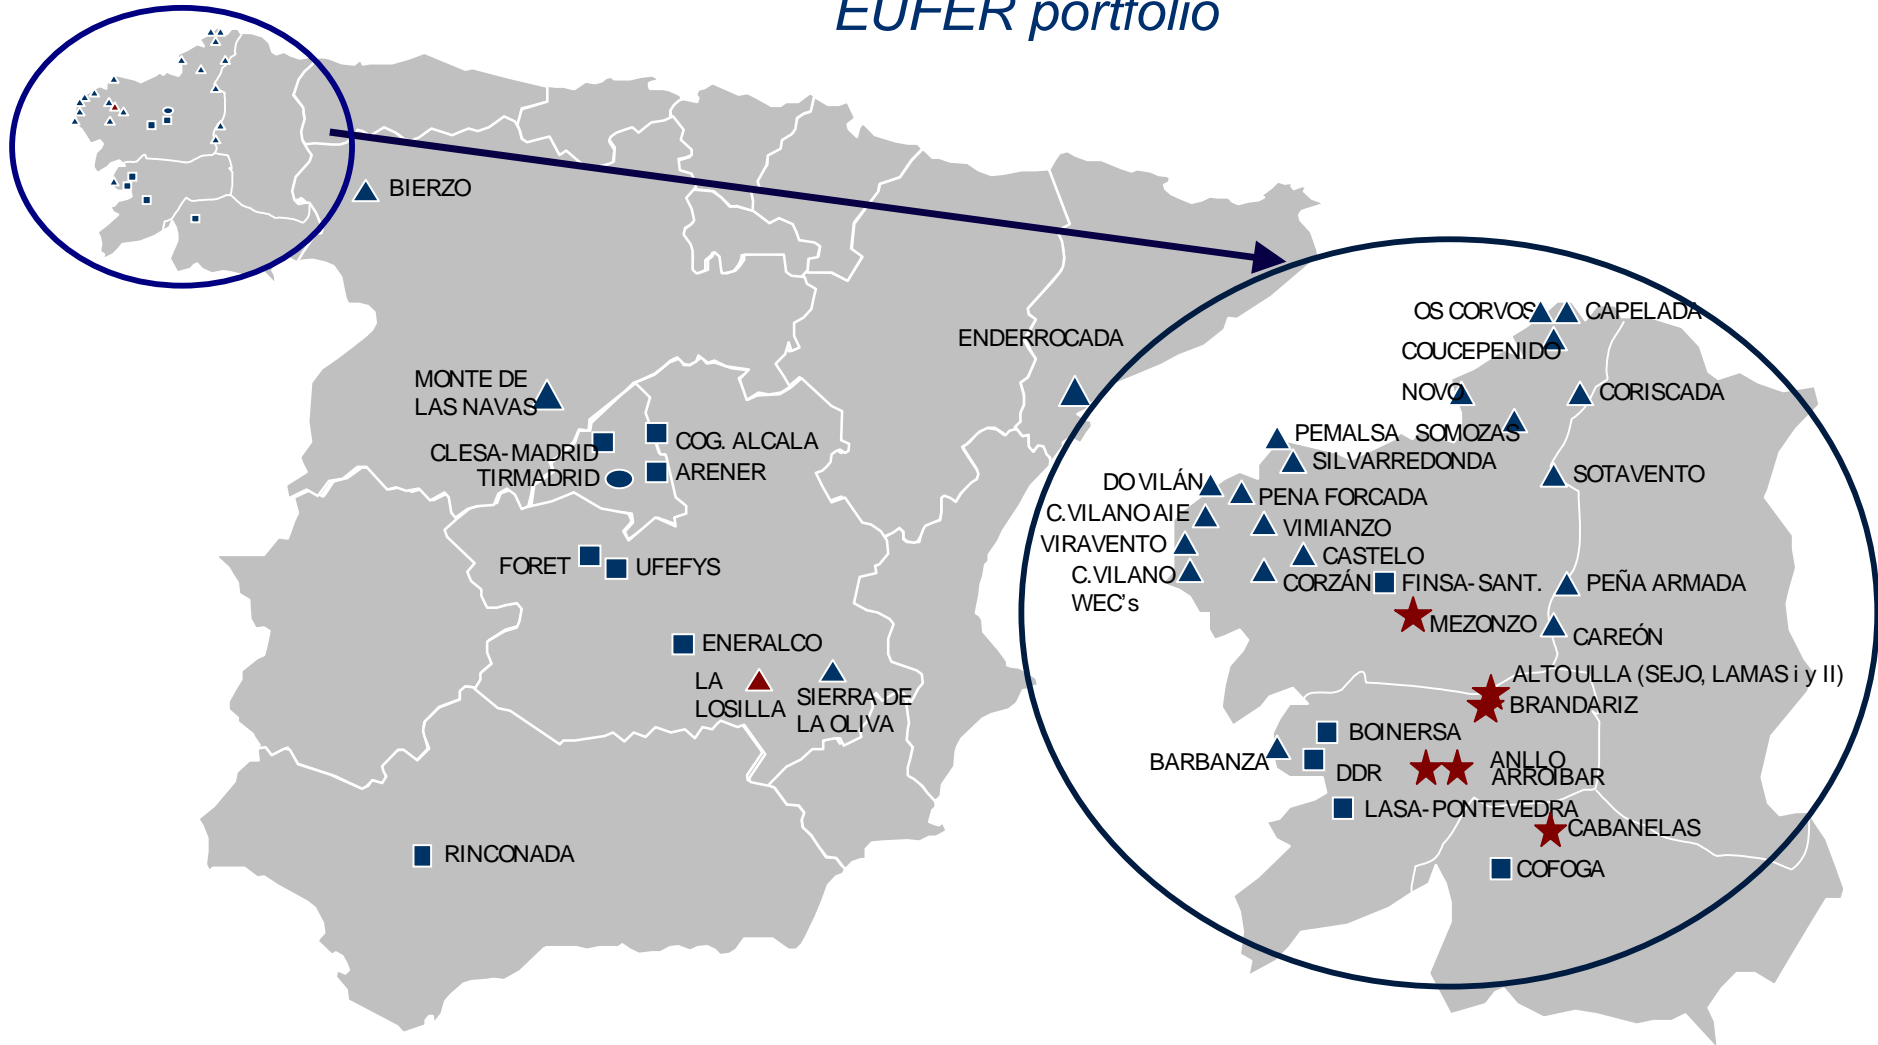 EUFER portfolio
BIERZO
ENDERROCADA
MONTE DE
LAS NAVAS
COG. ALCALA
CLESA-MADRID
TIRMADRID
ARENER
FORET
UFEFYS
ENERALCO
LA
LOSILLA
SIERRA DE
LA OLIVA
RINCONADA
OS CORVOS
CAPELADA
COUCEPENIDO
NOVO
CORISCADA
PEMALSA
SOMOZAS
SILVARREDONDA
SOTAVENTO
DO VILÁN
PENA FORCADA
C.VILANO AIE
VIMIANZO
VIRAVENTO
CASTELO
C.VILANO
WEC's
CORZÁN
FINSA-SANT.
PEÑA ARMADA
MEZONZO
CAREÓN
ALTO ULLA (SEJO, LAMAS i y II)
BRANDARIZ
BOINERSA
BARBANZA
DDR
ANLLO
ARROIBAR
LASA-PONTEVEDRA
CABANELAS
COFOGA